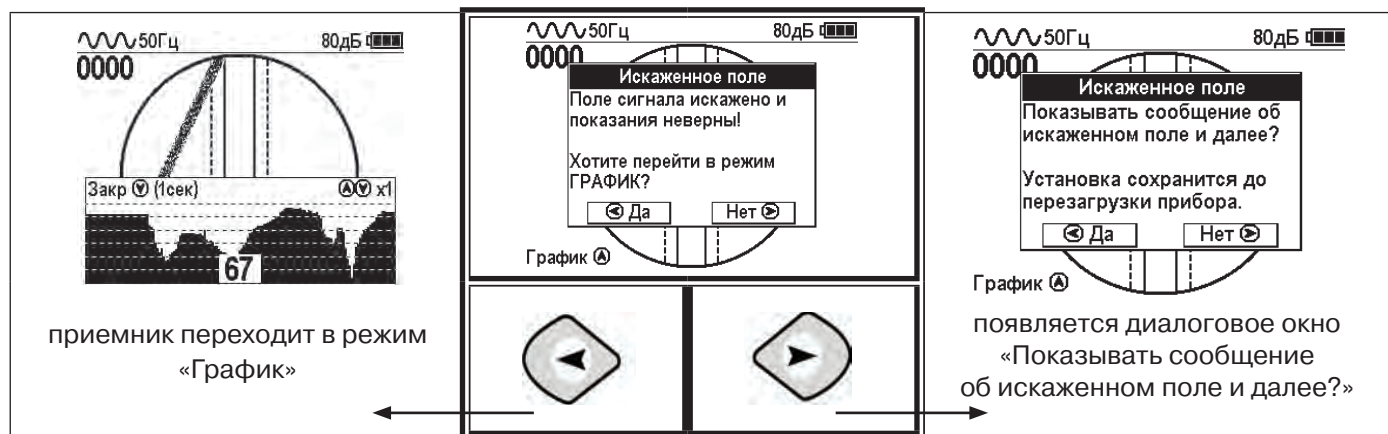 50Гц 80дБ
0000
Закр (1сек) x1
67
приемник переходит в режим
«График»
50Гц 80дБ
0000
Искаженное поле
Поле сигнала искажено и
показания неверны!
Хотите перейти в режим
ГРАФИК?
Да Нет
График
50Гц 80дБ
0000
Искаженное поле
Показывать сообщение об
искаженном поле и далее?
Установка сохранится до
перезагрузки прибора.
Да Нет
График
появляется диалоговое окно
«Показывать сообщение
об искаженном поле и далее?»